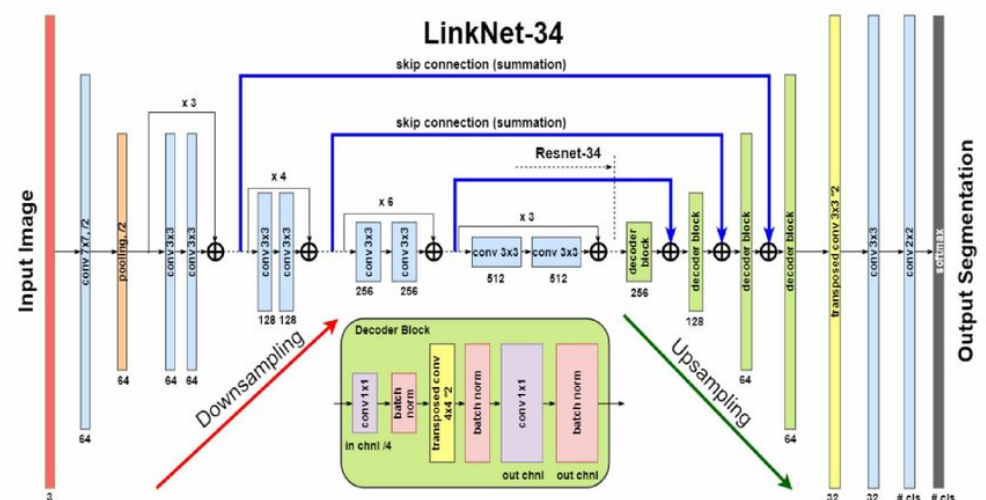 LinkNet-34
skip connection (summation)
x 3
skip connection (summation)
Resnet-34
x 4
x 6
x 3
Input Image
conv 7x7, /2
pooling, /2
conv 3x3
conv 3x3
conv 3x3
conv 3x3
conv 3x3
conv 3x3
conv 3x3
conv 3x3
decoder
block
decoder block
decoder block
decoder block
transposed conv 3x3 *2
conv 3x3
conv 2x2
softmax
Output Segmentation
256
256
512
512
256
128
128
128
64
64
64
64
64
64
3
32
32
# cls
# cls
Downsampling
Upsampling
Decoder Block
conv 1x1
batch
norm
transposed conv
4x4 *2
batch norm
conv 1x1
batch norm
in chnl /4
out chnl
out chnl